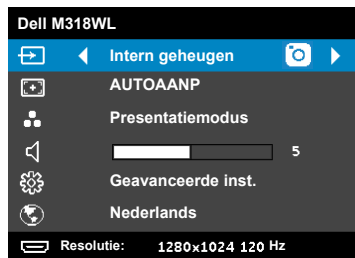 Dell M318WL
Intern geheugen
AUTOAANP
Presentatiemodus
5
Geavanceerde inst.
Nederlands
Resolutie: 1280x1024 120 Hz